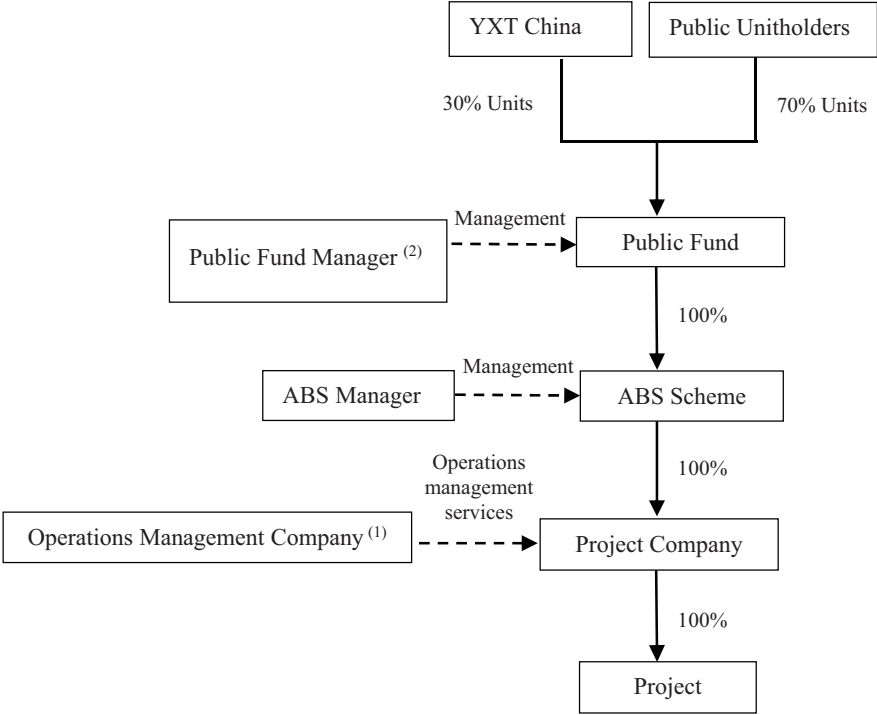 YXT China
Public Unitholders
30% Units
70% Units
Management
Public Fund Manager (2)
Public Fund
100%
Management
ABS Manager
ABS Scheme
Operations
management
services
100%
Operations Management Company (1)
Project Company
100%
Project